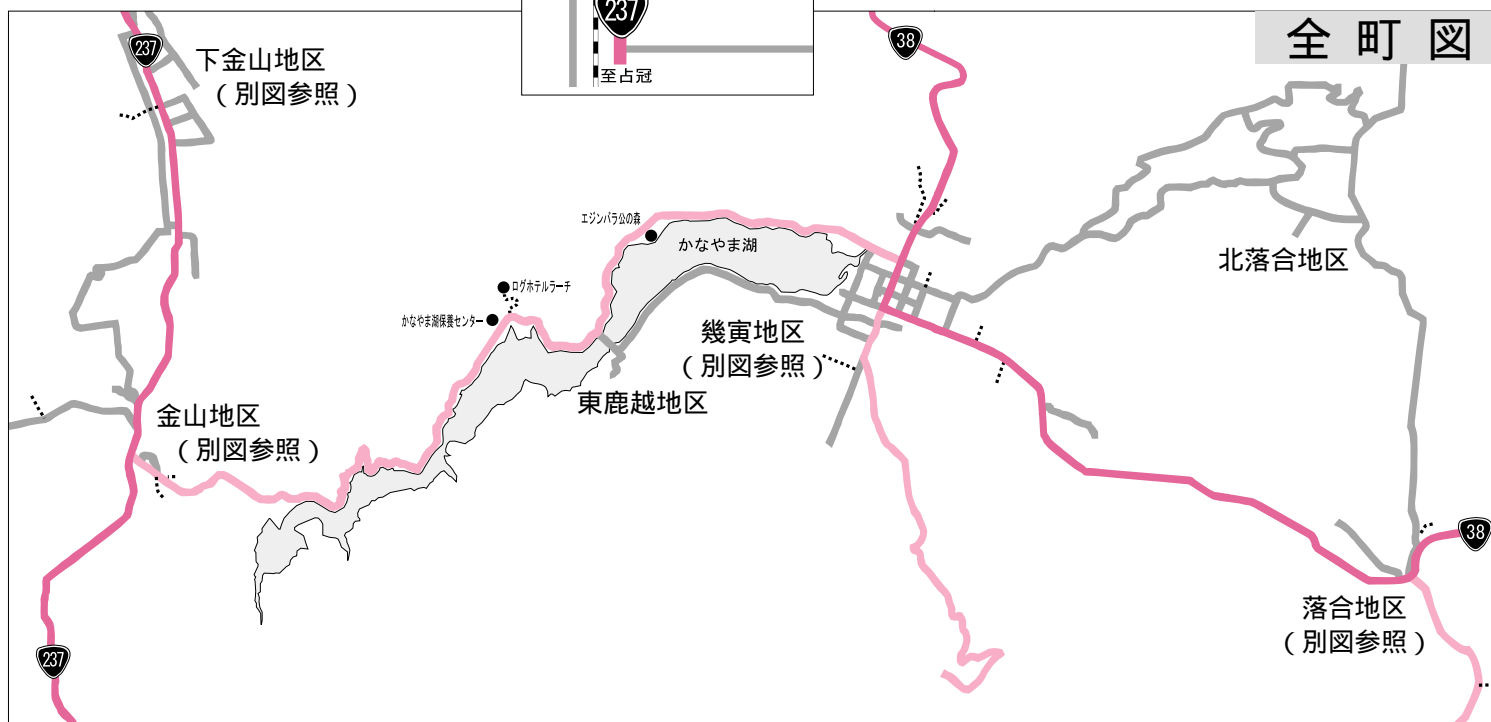 237
至占冠
全町図
237
下金山地区
（別図参照）
38
エジンバラ公の森
かなやま湖
北落合地区
ログホテルラーチ
かなやま湖保養センター
幾寅地区
（別図参照）
東鹿越地区
金山地区
（別図参照）
38
落合地区
（別図参照）
237